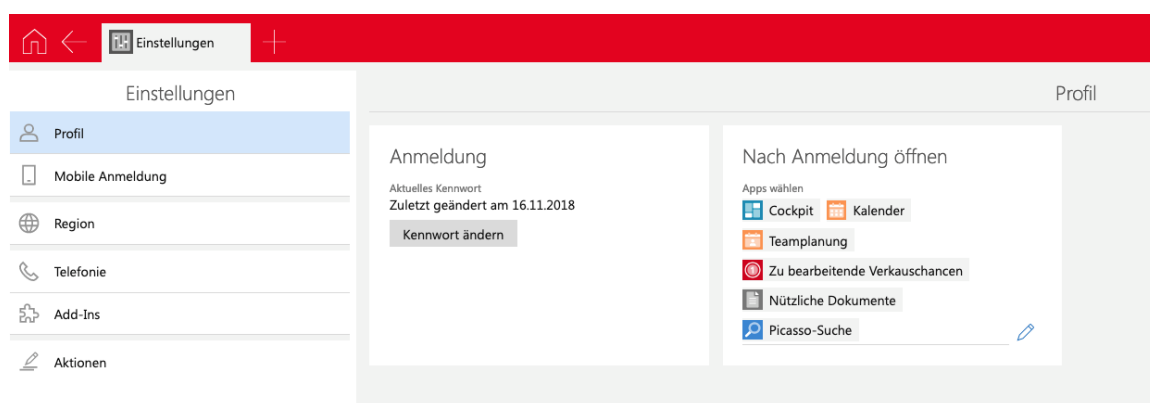 Einstellungen
Einstellungen
Profil
Mobile Anmeldung
Region
Telefonie
Add-Ins
Aktionen
Profil
Anmeldung
Aktuelles Kennwort
Zuletzt geändert am 16.11.2018
Kennwort ändern
Nach Anmeldung öffnen
Apps wählen
Cockpit Kalender
Teamplanung
Zu bearbeitende Verkauschancen
Nützliche Dokumente
Picasso-Suche